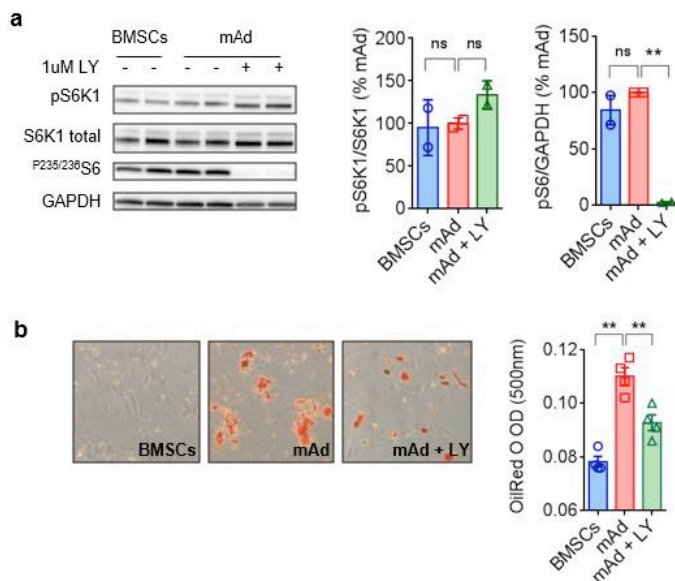 a
BMSCs mAd
1uM LY - - - - + +
pS6K1
S6K1 total
P235/236S6
GAPDH
pS6K1/S6K1 (% mAd)
200
150
100
50
0
ns ns
BMSCs
mAd
mAd + LY
pS6/GAPDH (% mAd)
150
100
50
0
ns **
BMSCs
mAd
mAd + LY
b
BMSCs
mAd
mAd + LY
OilRed O OD (500nm)
0.12
0.10
0.08
0.06
** **
BMSCs
mAd
mAd + LY